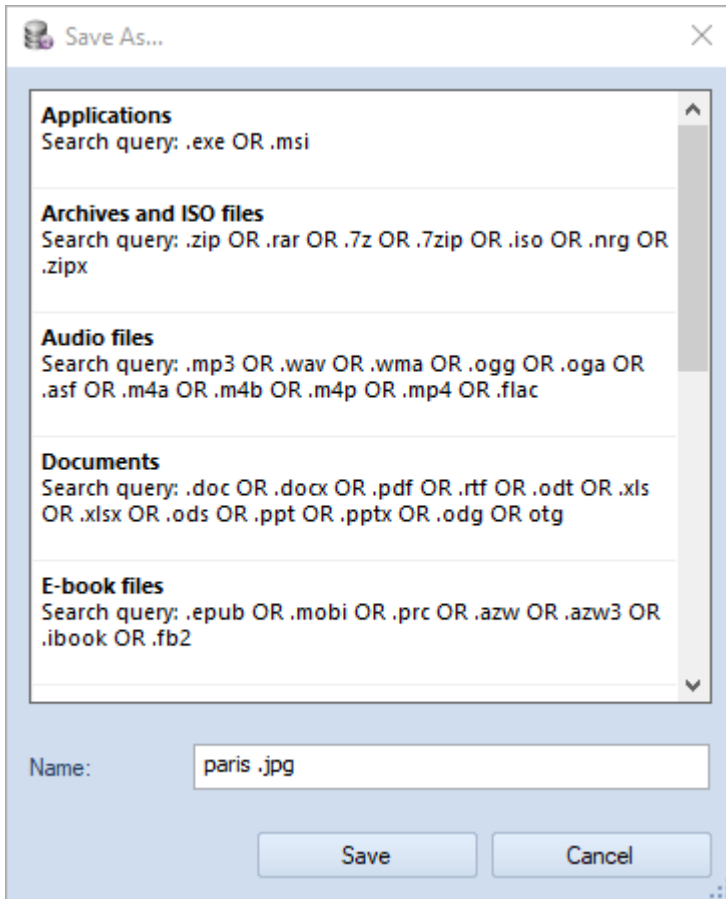 Save As...
Applications
Search query: .exe OR .msi
Archives and ISO files
Search query: .zip OR .rar OR .7z OR .7zip OR .iso OR .nrg OR
.zipx
Audio files
Search query: .mp3 OR .wav OR .wma OR .ogg OR .oga OR
.asf OR .m4a OR .m4b OR .m4p OR .mp4 OR .flac
Documents
Search query: .doc OR .docx OR .pdf OR .rtf OR .odt OR .xls
OR .xlsx OR .ods OR .ppt OR .pptx OR .odg OR otg
E-book files
Search query: .epub OR .mobi OR .prc OR .azw OR .azw3 OR
.ibook OR .fb2
Name: paris .jpg
Save Cancel